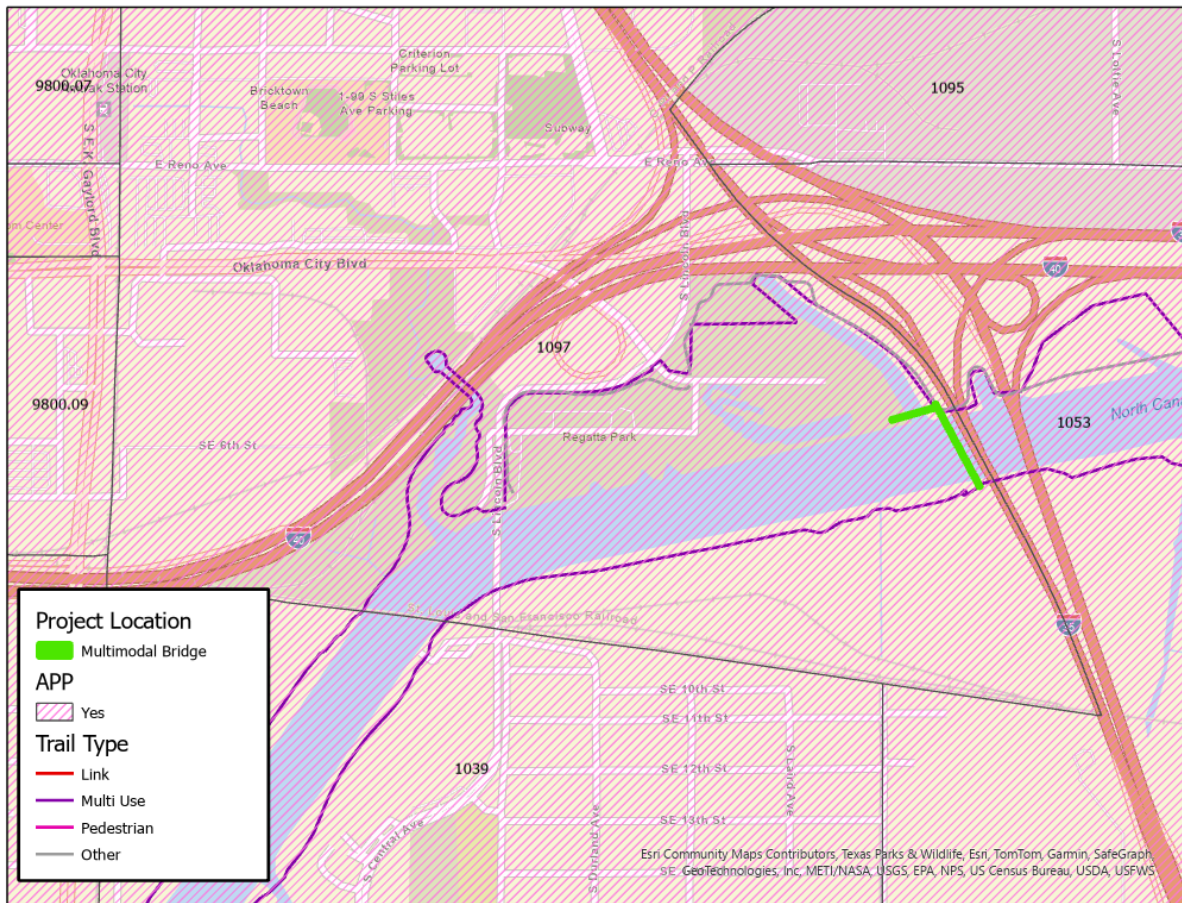 Oklahoma City
Amtrak Station
9800.07
Criterion
Parking Lot
Bricktown
Beach
1-99 S Stiles
Ave Parking
Subway
1095
S Lottie Ave
E Reno Ave
E Reno Ave
S E K Gaylord Blvd
Center
Oklahoma City Blvd
S Lincoln Blvd
40
1097
9800.09
SE 6th St
Regatta Park
S Lincoln Blvd
North Cana
1053
40
St. Louis and San Francisco Railroad
35
SE 10th St
SE 11th St
SE 12th St
SE 13th St
1039
S Laird Ave
S Durland Ave
S Central Ave
Project Location
Multimodal Bridge
APP
Yes
Trail Type
Link
Multi Use
Pedestrian
Other
Esri Community Maps Contributors, Texas Parks & Wildlife, Esri, TomTom, Garmin, SafeGraph,
GeoTechnologies, Inc, METI/NASA, USGS, EPA, NPS, US Census Bureau, USDA, USFWS